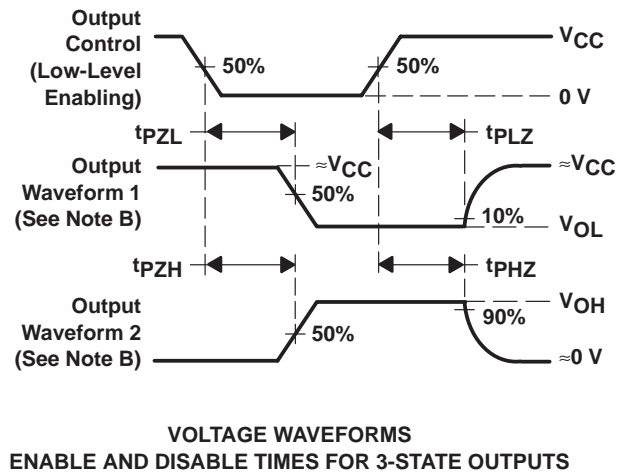 Output
Control
(Low-Level
Enabling)
50%
50%
VCC
0 V
tPZL
tPLZ
Output
Waveform 1
(See Note B)
≈VCC
50%
≈VCC
10%
VOL
tPZH
tPHZ
Output
Waveform 2
(See Note B)
50%
VOH
90%
≈0 V
VOLTAGE WAVEFORMS
ENABLE AND DISABLE TIMES FOR 3-STATE OUTPUTS